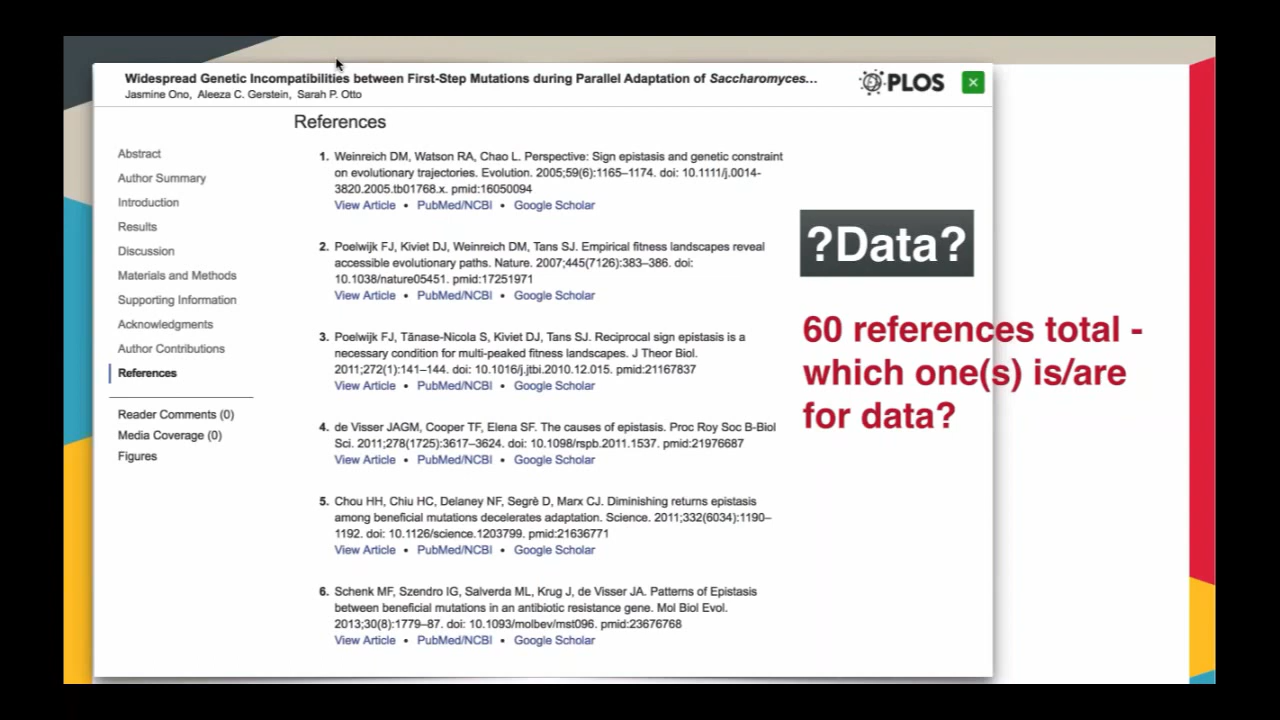 Widespread Genetic Incompatibilities between First-Step Mutations during Parallel Adaptation of Saccharomyces...
Jasmine Ono, Aleeza C. Gerstein, Sarah P. Otto
PLOS
×
References
Abstract
Author Summary
Introduction
Results
Discussion
Materials and Methods
Supporting Information
Acknowledgments
Author Contributions
References
Reader Comments (0)
Media Coverage (0)
Figures
1. Weinreich DM, Watson RA, Chao L. Perspective: Sign epistasis and genetic constraint
on evolutionary trajectories. Evolution. 2005;59(6):1165–1174. doi: 10.1111/j.0014-
3820.2005.tb01768.x. pmid:16050094
View Article • PubMed/NCBI • Google Scholar
2. Poelwijk FJ, Kiviet DJ, Weinreich DM, Tans SJ. Empirical fitness landscapes reveal
accessible evolutionary paths. Nature. 2007;445(7126):383–386. doi:
10.1038/nature05451. pmid:17251971
View Article • PubMed/NCBI • Google Scholar
3. Poelwijk FJ, Tănase-Nicola S, Kiviet DJ, Tans SJ. Reciprocal sign epistasis is a
necessary condition for multi-peaked fitness landscapes. J Theor Biol.
2011;272(1):141–144. doi: 10.1016/j.jtbi.2010.12.015. pmid:21167837
View Article • PubMed/NCBI • Google Scholar
4. de Visser JAGM, Cooper TF, Elena SF. The causes of epistasis. Proc Roy Soc B-Biol
Sci. 2011;278(1725):3617–3624. doi: 10.1098/rspb.2011.1537. pmid:21976687
View Article • PubMed/NCBI • Google Scholar
5. Chou HH, Chiu HC, Delaney NF, Segrè D, Marx CJ. Diminishing returns epistasis
among beneficial mutations decelerates adaptation. Science. 2011;332(6034):1190–
1192. doi: 10.1126/science.1203799. pmid:21636771
View Article • PubMed/NCBI • Google Scholar
6. Schenk MF, Szendro IG, Salverda ML, Krug J, de Visser JA. Patterns of Epistasis
between beneficial mutations in an antibiotic resistance gene. Mol Biol Evol.
2013;30(8):1779–87. doi: 10.1093/molbev/mst096. pmid:23676768
View Article • PubMed/NCBI • Google Scholar
?Data?
60 references total -
which one(s) is/are
for data?